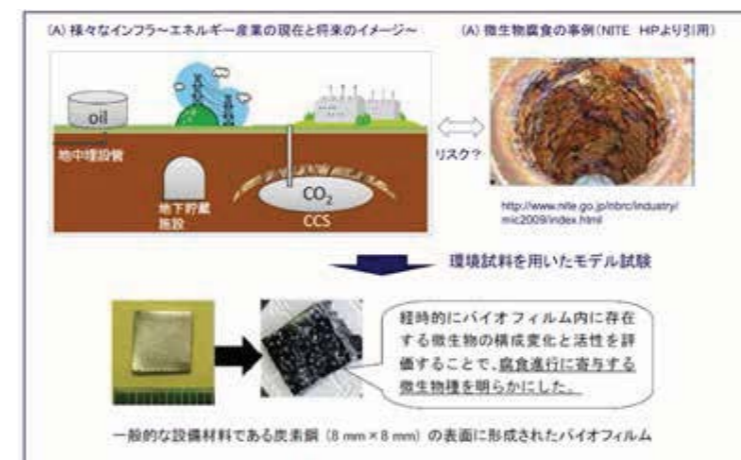 (A) 様々なインフラ～エネルギー産業の現在と将来のイメージ～
(A) 微生物腐食の事例(NITE HPより引用)
oil
地中埋設管
地下貯蔵
施設
CO₂
CCS
リスク?
http://www.nite.go.jp/nbrc/industry/
mic2009/index.html
環境試料を用いたモデル試験
経時的にバイオフィルム内に存在
する微生物の構成変化と活性を評
価することで、腐食進行に寄与する
微生物種を明らかにした。
一般的な設備材料である炭素鋼 (8 mm×8 mm) の表面に形成されたバイオフィルム